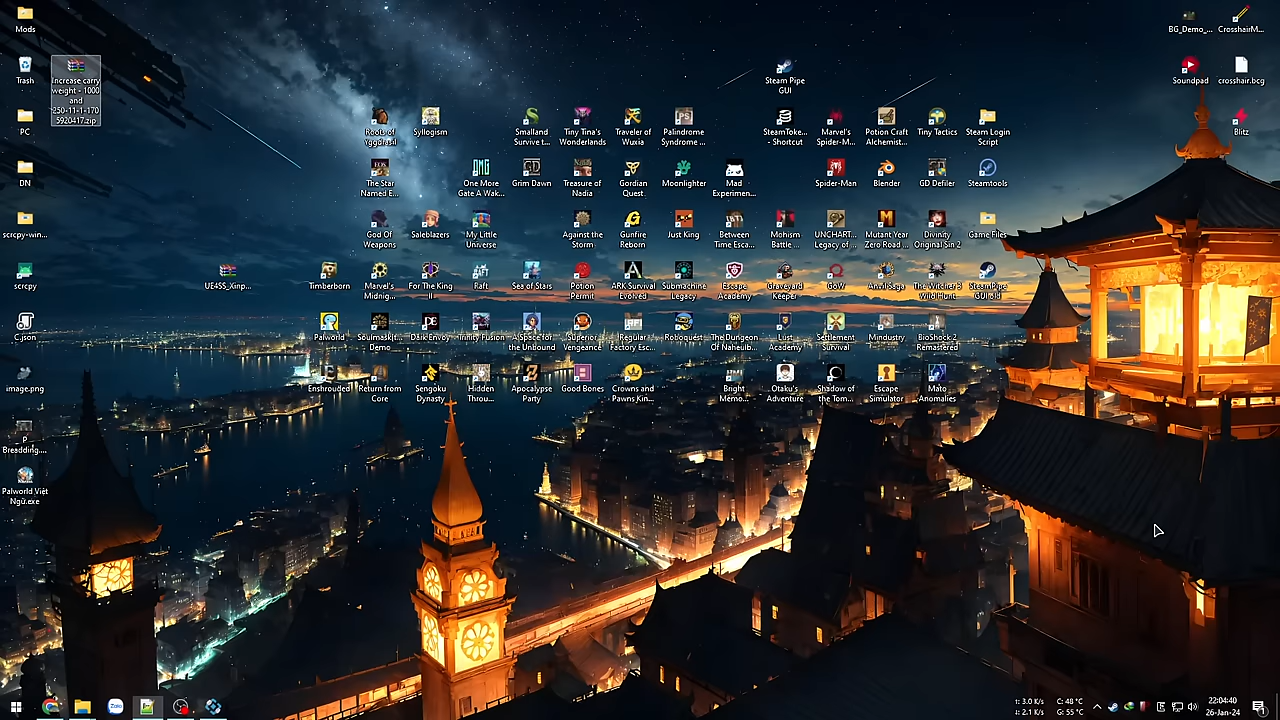 Mods
BG_Demo_...
CrosshairM...
Trash
Increase carry
weight - 1000
and
250-11-1-170
5920417.zip
Steam Pipe
GUI
Soundpad
crosshair.bcg
PC
Roots of
Yggdrasil
Syllogism
Smalland
Survive t...
Tiny Tina's
Wonderlands
Traveler of
Wuxia
Palindrome
Syndrome ...
SteamToke...
- Shortcut
Marvel's
Spider-M...
Potion Craft
Alchemist...
Tiny Tactics
Steam Login
Script
Blitz
DN
The Star
Named E...
One More
Gate A Wak...
Grim Dawn
Treasure of
Nadia
Gordian
Quest
Moonlighter
Mad
Experimen...
Spider-Man
Blender
GD Defiler
Steamtools
scrcpy-win...
God Of
Weapons
Saleblazers
My Little
Universe
Against the
Storm
Gunfire
Reborn
Just King
Between
Time Esca...
Mohism
Battle ...
UNCHART...
Legacy of ...
Mutant Year
Zero Road ...
Divinity
Original Sin 2
Game Files
scrcpy
UE4SS_Xinp...
Timberborn
Marvel's
Midnig...
For The King
II
Raft
Sea of Stars
Potion
Permit
ARK Survival
Evolved
Submachine
Legacy
Escape
Academy
Graveyard
Keeper
GoW
AnvilSaga
The Witcher 3
Wild Hunt
SteamPipe
GUI
C.json
Palworld
Soulmask
Demo
Dark Envoy
Trinity Fusion
A Space for
the Unbound
Superior
Vengeance
!Regular
Factory Esc...
Roboquest
The Dungeon
Of Naheulb...
Lust
Academy
Settlement
Survival
Mindustry
BioShock 2
Remastered
image.png
Enshrouded
Return from
Core
Sengoku
Dynasty
Hidden
Throu...
Apocalypse
Party
Good Bones
Crowns and
Pawns Kin...
Bright
Memo...
Otaku's
Adventure
Shadow of
the Tom...
Escape
Simulator
Mato
Anomalies
P
Breadding....
Palworld Việt
Ngữ.exe
Zalo
↑: 3.0 K/s
↓: 2.1 K/s
C: 48 °C
G: 55 °C
22:04:40
26-Jan-24